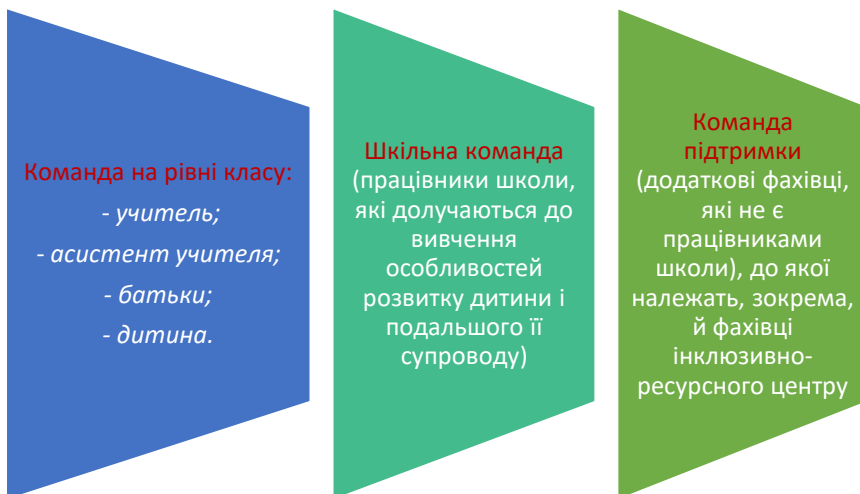 Команда на рівні класу:
- учитель;
- асистент учителя;
- батьки;
- дитина.
Шкільна команда
(працівники школи,
які долучаються до
вивчення
особливостей
розвитку дитини і
подальшого її
супроводу)
Команда
підтримки
(додаткові фахівці,
які не є
працівниками
школи), до якої
належать, зокрема,
й фахівці
інклюзивно-
ресурсного центру